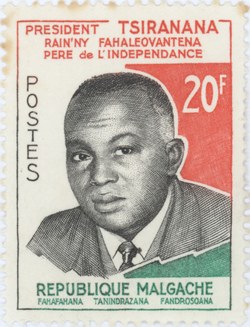 PRESIDENT TSIRANANA
RAIN'NY FAHALEOVANTENA
PERE de L'INDEPENDANCE
20F
POSTES
REPUBLIQUE MALGACHE
FAHAFAHANA TANINDRAZANA FANDROSOANA